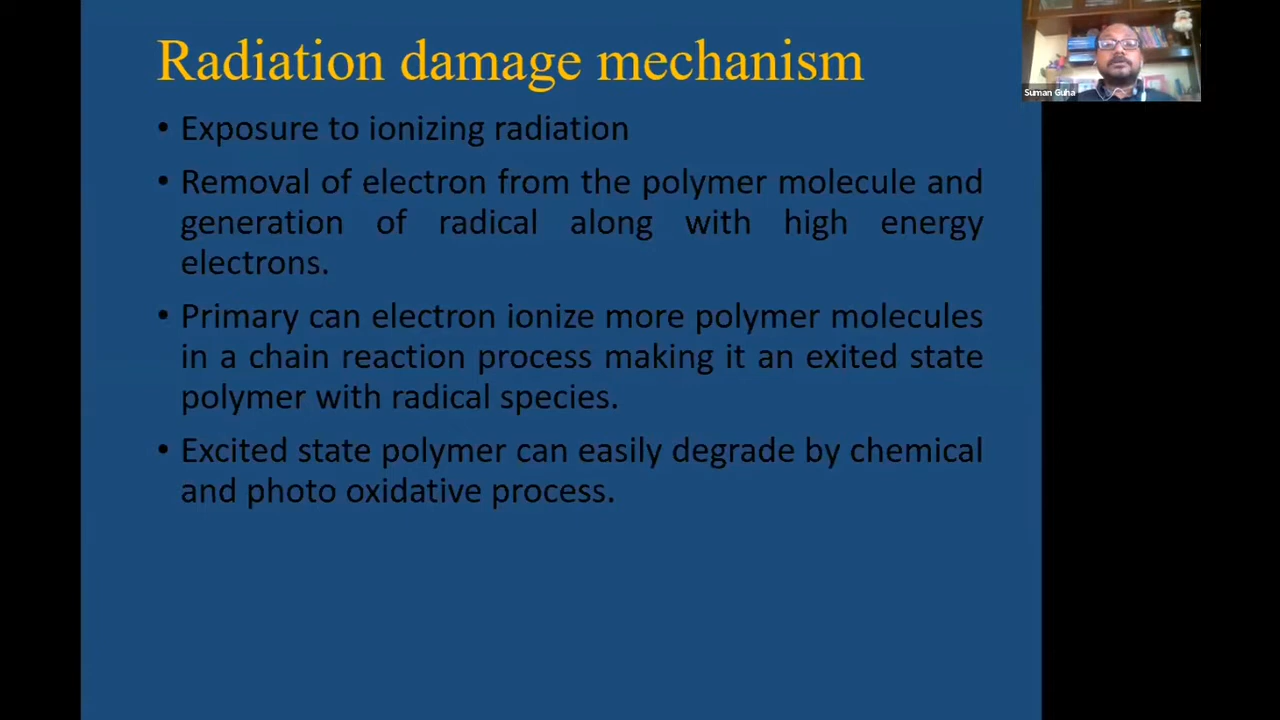 Radiation damage mechanism
• Exposure to ionizing radiation
• Removal of electron from the polymer molecule and
generation of radical along with high energy
electrons.
• Primary can electron ionize more polymer molecules
in a chain reaction process making it an exited state
polymer with radical species.
• Excited state polymer can easily degrade by chemical
and photo oxidative process.
Suman Guha